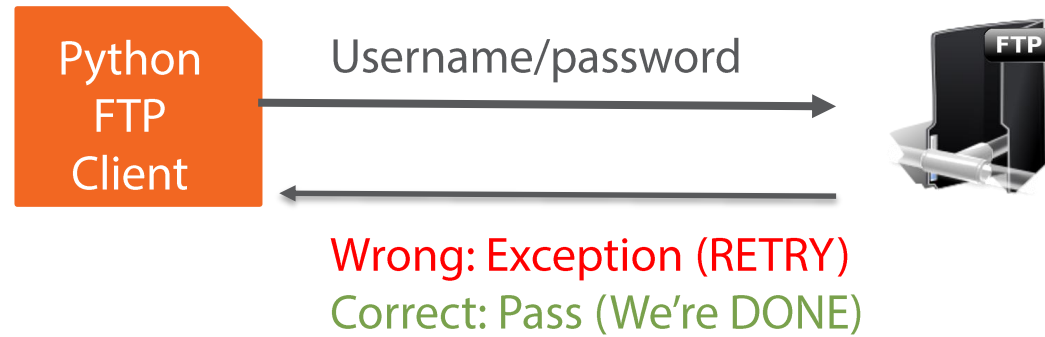 Python
FTP
Client
Username/password
FTP
Wrong: Exception (RETRY)
Correct: Pass (We’re DONE)